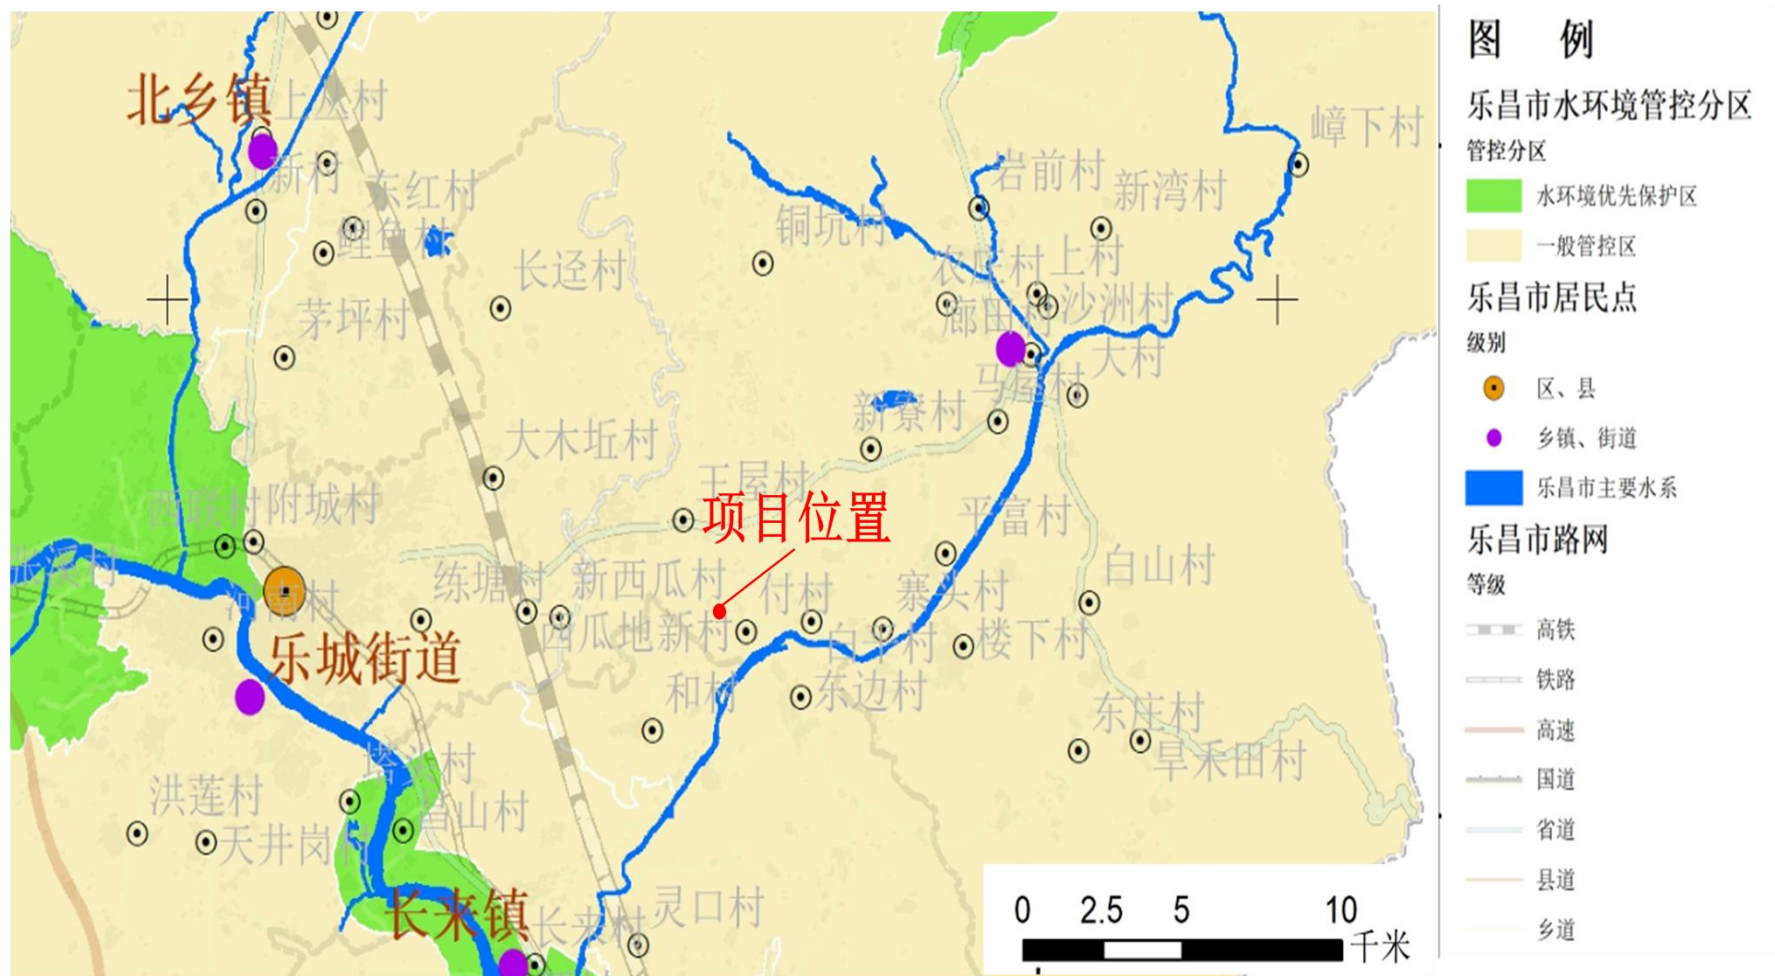 北乡镇
上丛村
新村
东红村
鲤鱼村
长迳村
茅坪村
大木坵村
铜坑村
岩前村
新湾村
嶂下村
农庄村
上村
廊田村
沙洲村
大村
马屋村
新寮村
王屋村
项目位置
平富村
西联村
附城村
张滩村
河南村
练塘村
新西瓜村
付村
寨头村
白山村
西瓜地新村
白平村
楼下村
乐城街道
和村
东边村
东庄村
旱禾田村
塔头村
昌山村
洪莲村
天井岗村
长来镇
长来村
灵口村
0 2.5 5 10
千米
图 例
乐昌市水环境管控分区
管控分区
水环境优先保护区
一般管控区
乐昌市居民点
级别
区、县
乡镇、街道
乐昌市主要水系
乐昌市路网
等级
高铁
铁路
高速
国道
省道
县道
乡道